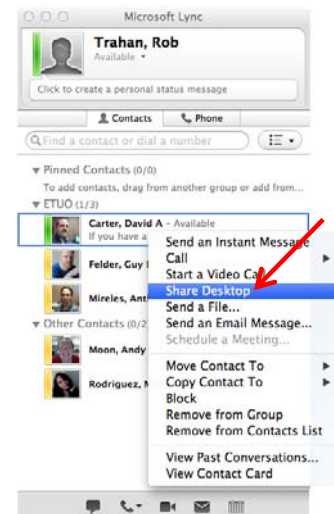 Microsoft Lync
Trahan, Rob
Available
Click to create a personal status message
Contacts
Phone
Find a contact or dial a number
Pinned Contacts (0/0)
To add contacts, drag from another group or add from...
ETUO (1/3)
Carter, David A - Available
If you have a
Felder, Guy
Mireles, Ant
Other Contacts (0/2)
Moon, Andy
Rodriguez,
Send an Instant Message
Call
Start a Video Call
Share Desktop
Send a File...
Send an Email Message...
Schedule a Meeting...
Move Contact To
Copy Contact To
Block
Remove from Group
Remove from Contacts List
View Past Conversations...
View Contact Card